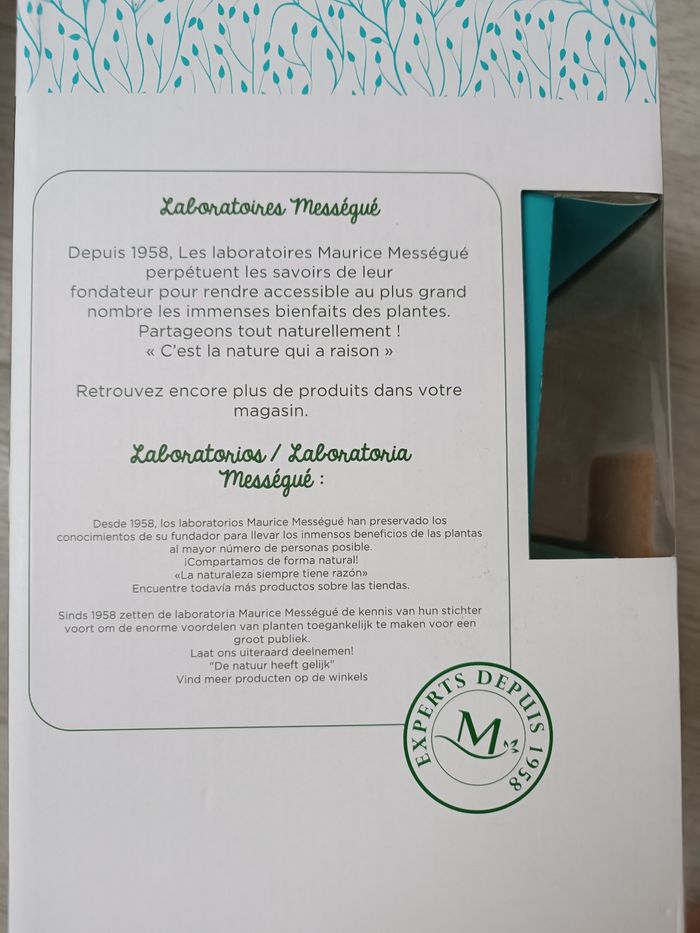 Laboratoires Mességué
Depuis 1958, Les laboratoires Maurice Mességué
perpétuent les savoirs de leur
fondateur pour rendre accessible au plus grand
nombre les immenses bienfaits des plantes.
Partageons tout naturellement !
« C'est la nature qui a raison »
Retrouvez encore plus de produits dans votre
magasin.
Laboratorios / Laboratoria
Mességué :
Desde 1958, los laboratorios Maurice Mességué han preservado los
conocimientos de su fundador para llevar los inmensos beneficios de las plantas
al mayor número de personas posible.
¡Compartamos de forma natural!
«La naturaleza siempre tiene razón»
Encuentre todavía más productos sobre las tiendas.
Sinds 1958 zetten de laboratoria Maurice Mességué de kennis van hun stichter
voort om de enorme voordelen van planten toegankelijk te maken voor een
groot publiek.
Laat ons uiteraard deelnemen!
"De natuur heeft gelijk"
Vind meer producten op de winkels
EXPERTS DEPUIS 1958
M